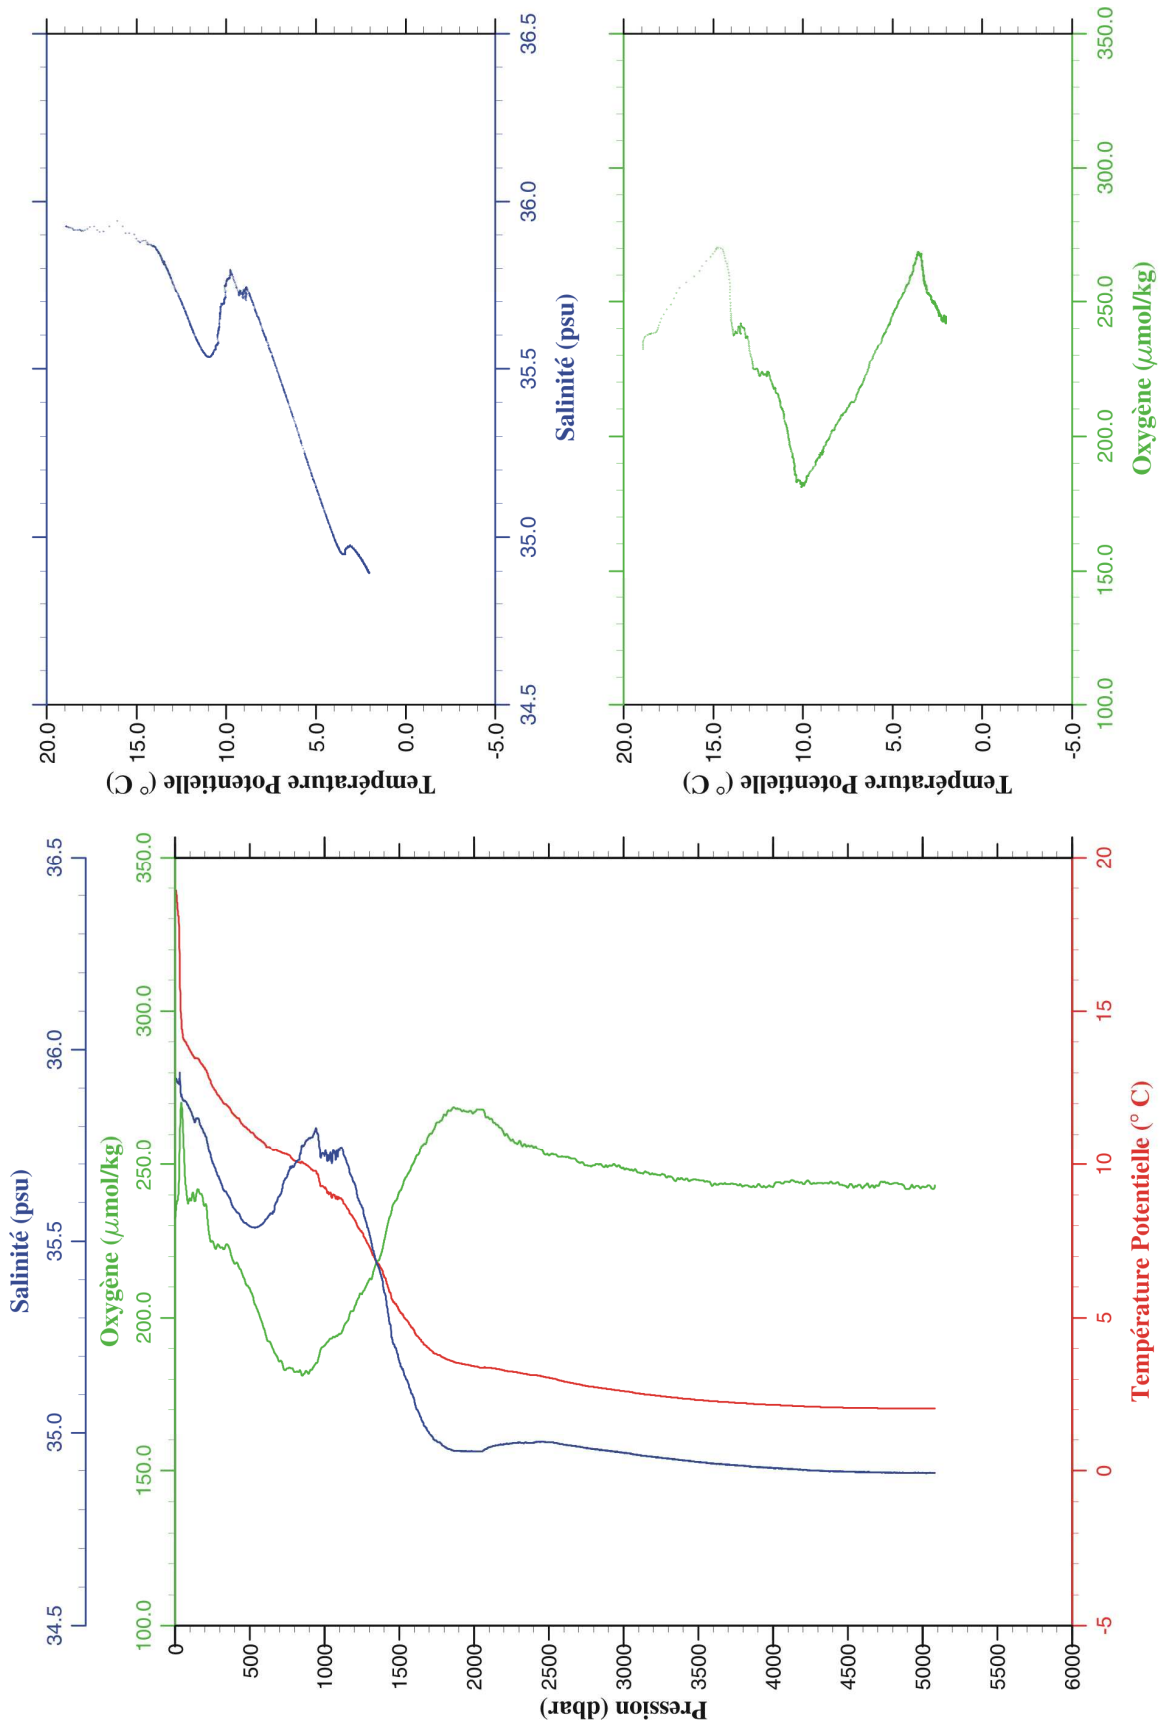 Salinité (psu)
34.5 35.0 35.5 36.0 36.5
Oxygène (μmol/kg)
100.0 150.0 200.0 250.0 300.0 350.0
0
500
1000
1500
2000
2500
3000
3500
4000
4500
5000
5500
6000
Pression (dbar)
-5 0 5 10 15 20
Température Potentielle (° C)
20.0
15.0
10.0
5.0
0.0
-5.0
Température Potentielle (° C)
34.5 35.0 35.5 36.0 36.5
Salinité (psu)
20.0
15.0
10.0
5.0
0.0
-5.0
Température Potentielle (° C)
100.0 150.0 200.0 250.0 300.0 350.0
Oxygène (μmol/kg)